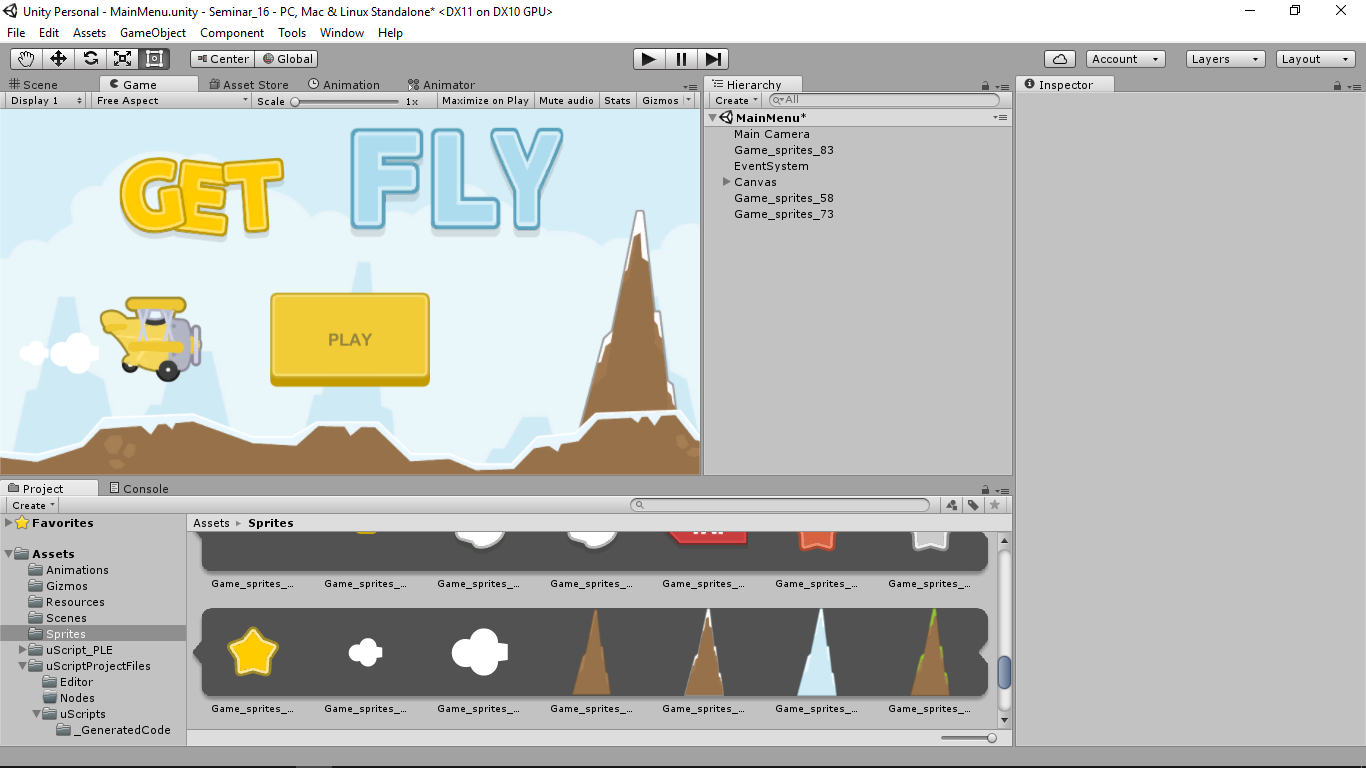 Unity Personal - MainMenu.unity - Seminar_16 - PC, Mac & Linux Standalone* <DX11 on DX10 GPU>
File Edit Assets GameObject Component Tools Window Help
Center Global Account Layers Layout
Scene Game Asset Store Animation Animator
Display 1 Free Aspect Scale 1x Maximize on Play Mute audio Stats Gizmos
GET FLY
PLAY
Hierarchy
Create All
MainMenu*
Main Camera
Game_sprites_83
EventSystem
Canvas
Game_sprites_58
Game_sprites_73
Inspector
Project Console
Create
Favorites
Assets
Animations
Gizmos
Resources
Scenes
Sprites
uScript_PLE
uScriptProjectFiles
Editor
Nodes
uScripts
_GeneratedCode
Assets ▸ Sprites
Game_sprites_... Game_sprites_... Game_sprites_... Game_sprites_... Game_sprites_... Game_sprites_... Game_sprites_...
Game_sprites_... Game_sprites_... Game_sprites_... Game_sprites_... Game_sprites_... Game_sprites_... Game_sprites_...